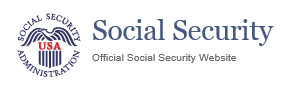 SOCIAL SECURITY
USA
ADMINISTRATION
Social Security
Official Social Security Website